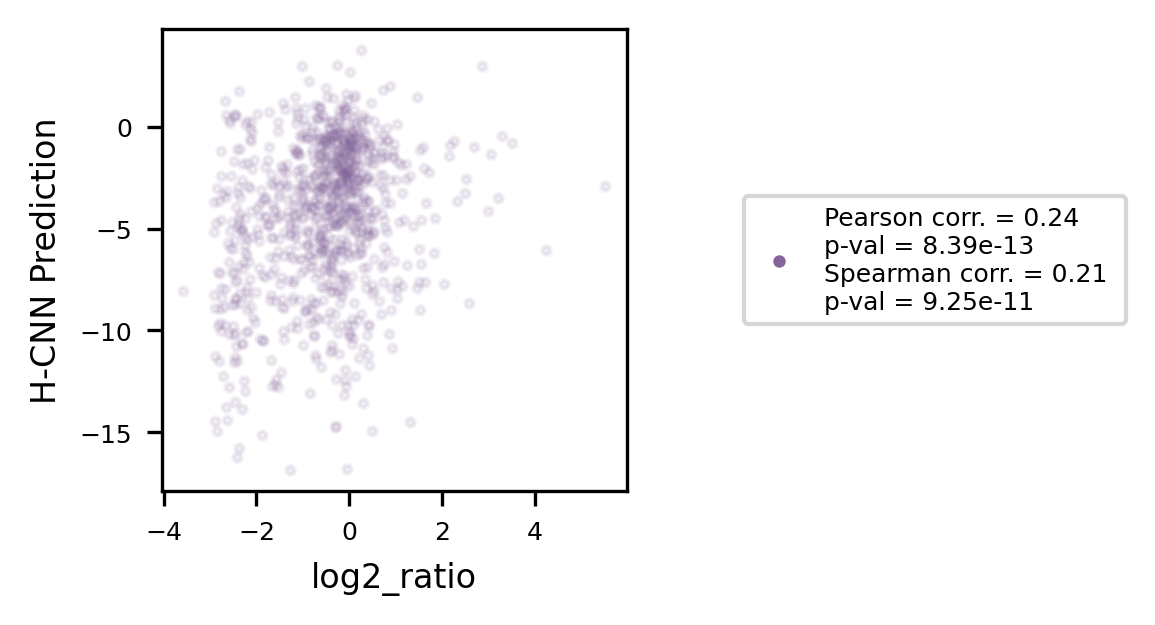 H-CNN Prediction
0
−5
−10
−15
−4
−2
0
2
4
log2_ratio
Pearson corr. = 0.24
p-val = 8.39e-13
Spearman corr. = 0.21
p-val = 9.25e-11